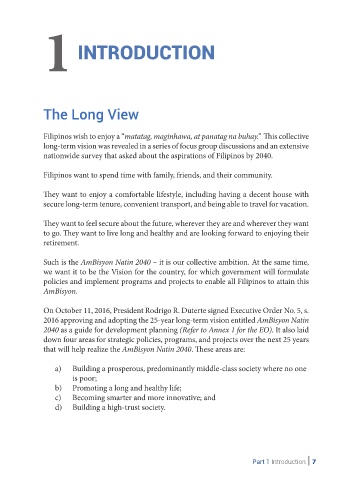 1 INTRODUCTION
The Long View
Filipinos wish to enjoy a “matatag, maginhawa, at panatag na buhay.” This collective
long-term vision was revealed in a series of focus group discussions and an extensive
nationwide survey that asked about the aspirations of Filipinos by 2040.
Filipinos want to spend time with family, friends, and their community.
They want to enjoy a comfortable lifestyle, including having a decent house with
secure long-term tenure, convenient transport, and being able to travel for vacation.
They want to feel secure about the future, wherever they are and wherever they want
to go. They want to live long and healthy and are looking forward to enjoying their
retirement.
Such is the AmBisyon Natin 2040 – it is our collective ambition. At the same time,
we want it to be the Vision for the country, for which government will formulate
policies and implement programs and projects to enable all Filipinos to attain this
AmBisyon.
On October 11, 2016, President Rodrigo R. Duterte signed Executive Order No. 5, s.
2016 approving and adopting the 25-year long-term vision entitled AmBisyon Natin
2040 as a guide for development planning (Refer to Annex 1 for the EO). It also laid
down four areas for strategic policies, programs, and projects over the next 25 years
that will help realize the AmBisyon Natin 2040. These areas are:
a) Building a prosperous, predominantly middle-class society where no one
is poor;
b) Promoting a long and healthy life;
c) Becoming smarter and more innovative; and
d) Building a high-trust society.
Part 1 Introduction | 7